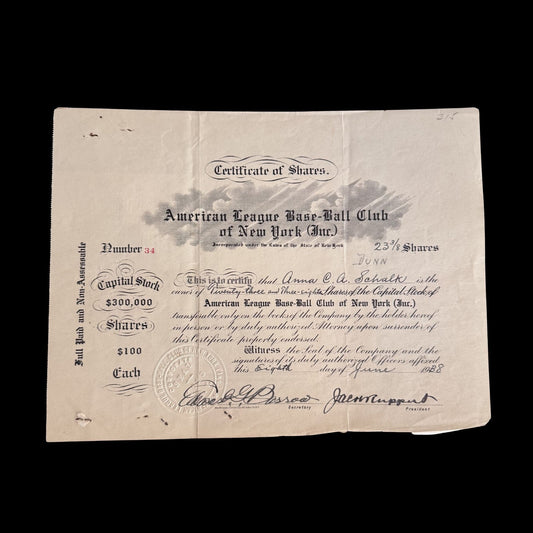 315
Certificate of Shares.
American League Base-Ball Club
of New York (Inc.)
Incorporated under the Laws of the State of New York
Number 34
23 3/8 Shares
DUNN
This is to certify that Anna C. A. Schalk is the
owner of Twenty-Three and Three-eights Shares of the Capital Stock of
American League Base-Ball Club of New York (Inc.)
transferable only on the books of the Company by the holder hereof
in person or by duly authorized Attorney upon surrender of
this Certificate properly endorsed.
Witness the Seal of the Company and the
signatures of its duly authorized Officers affixed
this Eighth day of June 1938
Secretary
Jacob Ruppert
President
Full Paid and Non-Assessable
Capital Stock
$300,000
Shares
$100
Each